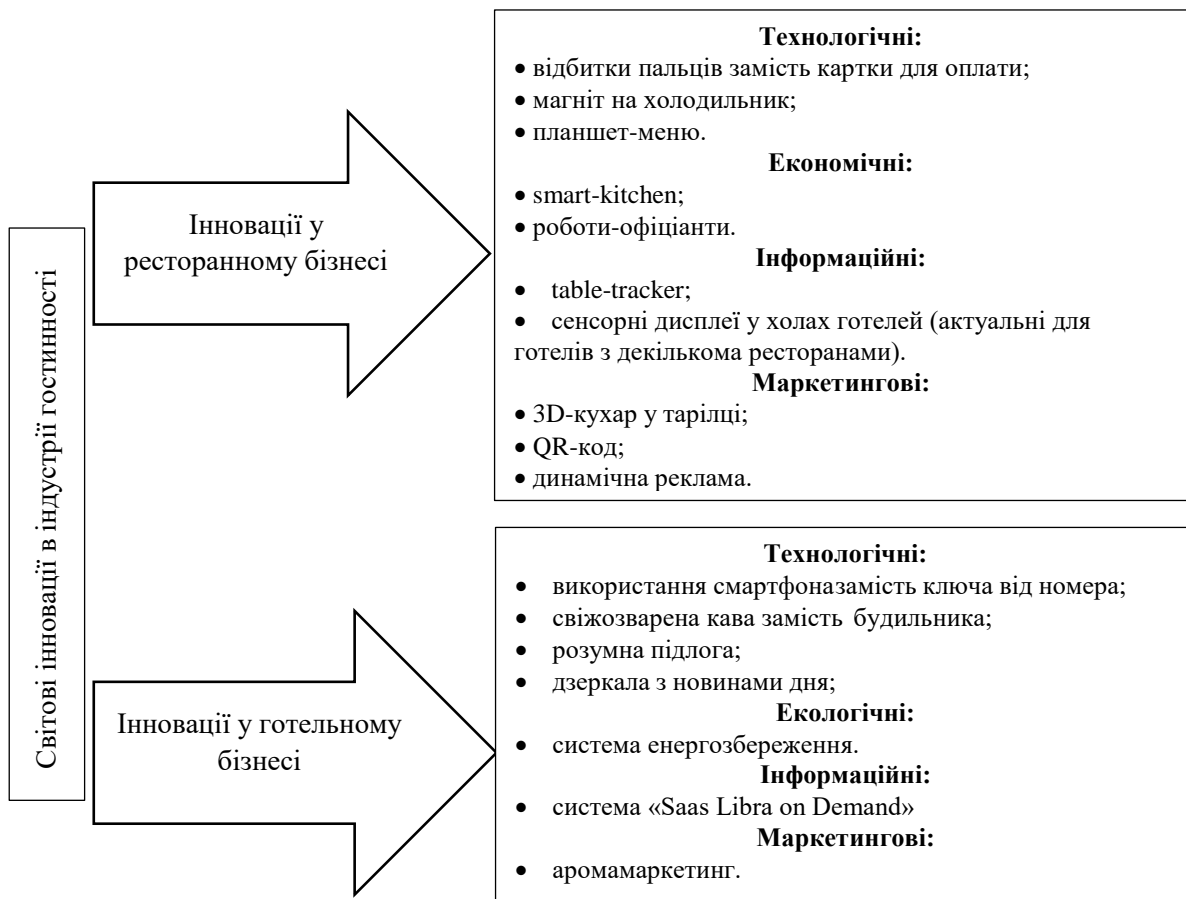 Світові інновації в індустрії гостинності
Інновації у
ресторанному бізнесі
Технологічні:
• відбитки пальців замість картки для оплати;
• магніт на холодильник;
• планшет-меню.
Економічні:
• smart-kitchen;
• роботи-офіціанти.
Інформаційні:
• table-tracker;
• сенсорні дисплеї у холах готелей (актуальні для
готелів з декількома ресторанами).
Маркетингові:
• 3D-кухар у тарілці;
• QR-код;
• динамічна реклама.
Інновації у готельному
бізнесі
Технологічні:
• використання смартфоназамість ключа від номера;
• свіжозварена кава замість будильника;
• розумна підлога;
• дзеркала з новинами дня;
Екологічні:
• система енергозбереження.
Інформаційні:
• система «Saas Libra on Demand»
Маркетингові:
• аромамаркетинг.